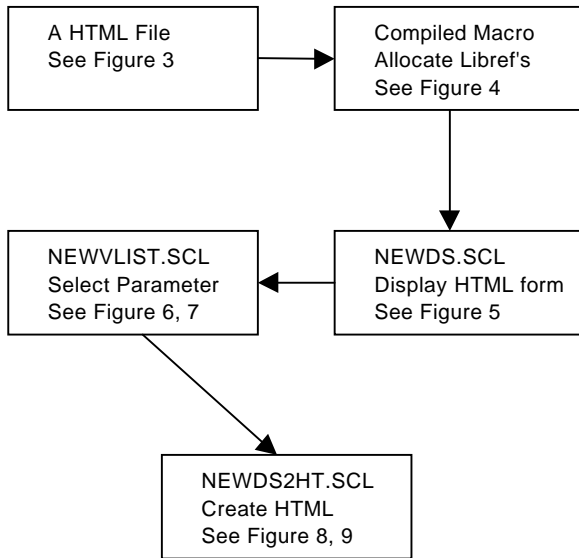 A HTML File
See Figure 3
Compiled Macro
Allocate Libref's
See Figure 4
NEWVLIST.SCL
Select Parameter
See Figure 6, 7
NEWDS.SCL
Display HTML form
See Figure 5
NEWDS2HT.SCL
Create HTML
See Figure 8, 9